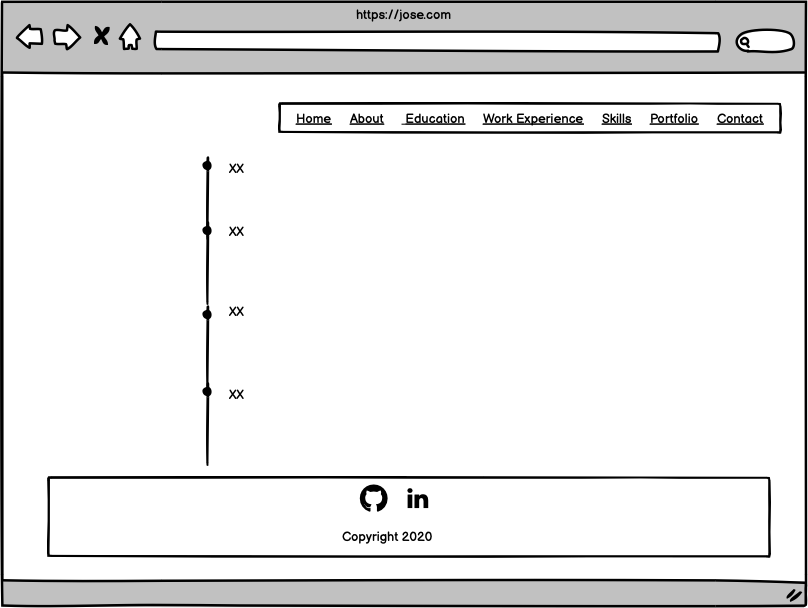 https://jose.com
Home About Education Work Experience Skills Portfolio Contact
XX
XX
XX
XX
in
Copyright 2020